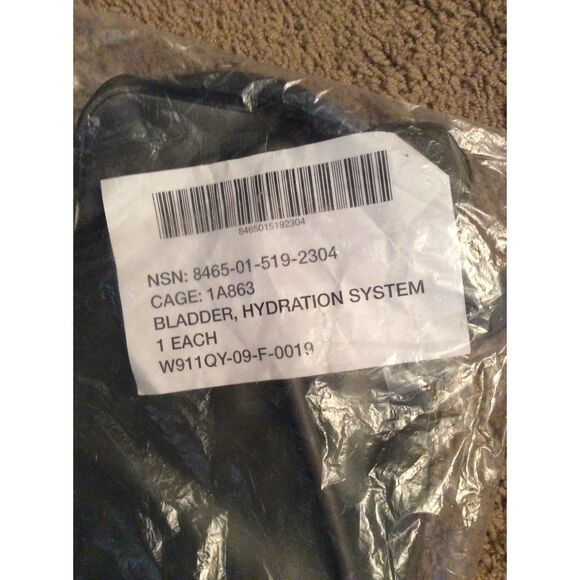 8465015192304
NSN: 8465-01-519-2304
CAGE: 1A863
BLADDER, HYDRATION SYSTEM
1 EACH
W911QY-09-F-0019